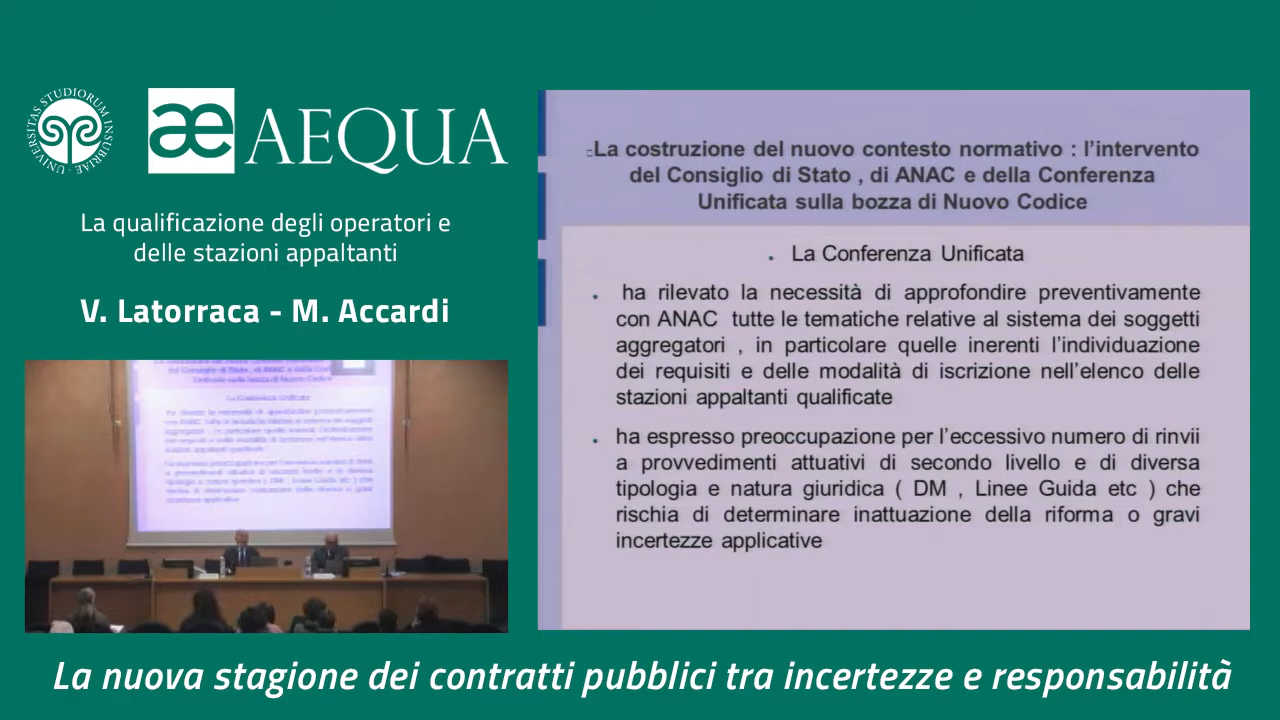 UNIVERSITAS STUDIORUM INSUBRIAE
æ AEQUA
La qualificazione degli operatori e
delle stazioni appaltanti
V. Latorraca - M. Accardi
La costruzione del nuovo contesto normativo : l’intervento
del Consiglio di Stato , di ANAC e della Conferenza
Unificata sulla bozza di Nuovo Codice
• La Conferenza Unificata
• ha rilevato la necessità di approfondire preventivamente
con ANAC tutte le tematiche relative al sistema dei soggetti
aggregatori , in particolare quelle inerenti l’individuazione
dei requisiti e delle modalità di iscrizione nell’elenco delle
stazioni appaltanti qualificate
• ha espresso preoccupazione per l’eccessivo numero di rinvii
a provvedimenti attuativi di secondo livello e di diversa
tipologia e natura giuridica ( DM , Linee Guida etc ) che
rischia di determinare inattuazione della riforma o gravi
incertezze applicative
La nuova stagione dei contratti pubblici tra incertezze e responsabilità